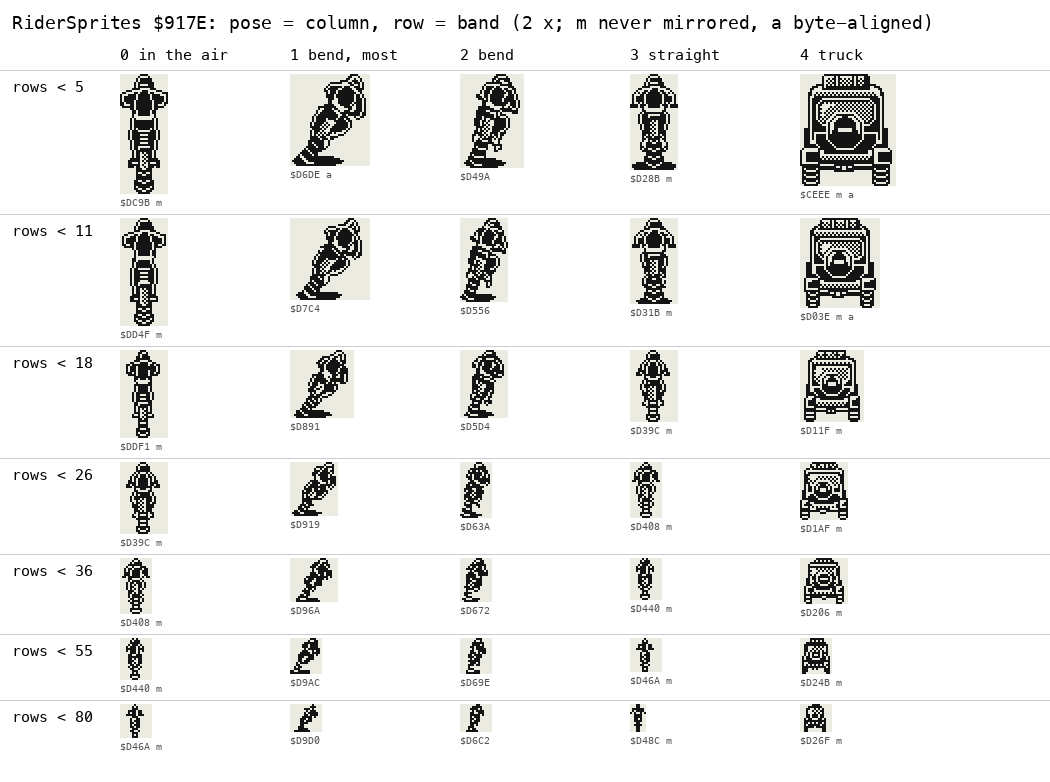 RiderSprites $917E: pose = column, row = band (2 x; m never mirrored, a byte-aligned)
0 in the air 1 bend, most 2 bend 3 straight 4 truck
rows < 5
$DC9B m $D6DE a $D49A $D28B m $CEEE m a
rows < 11
$DD4F m $D7C4 $D556 $D31B m $D03E m a
rows < 18
$DDF1 m $D891 $D5D4 $D39C m $D11F m
rows < 26
$D39C m $D919 $D63A $D408 m $D1AF m
rows < 36
$D408 m $D96A $D672 $D440 m $D206 m
rows < 55
$D440 m $D9AC $D69E $D46A m $D24B m
rows < 80
$D46A m $D9D0 $D6C2 $D48C m $D26F m